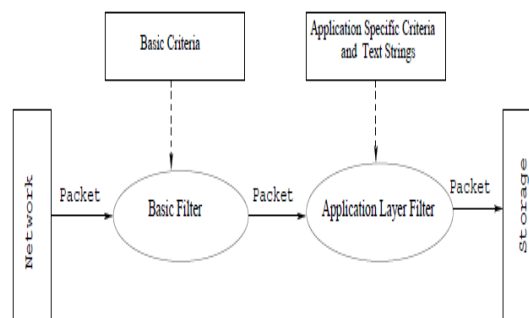 Basic Criteria
Application Specific Criteria
and Text Strings
Network
Packet
Basic Filter
Packet
Application Layer Filter
Packet
Storage